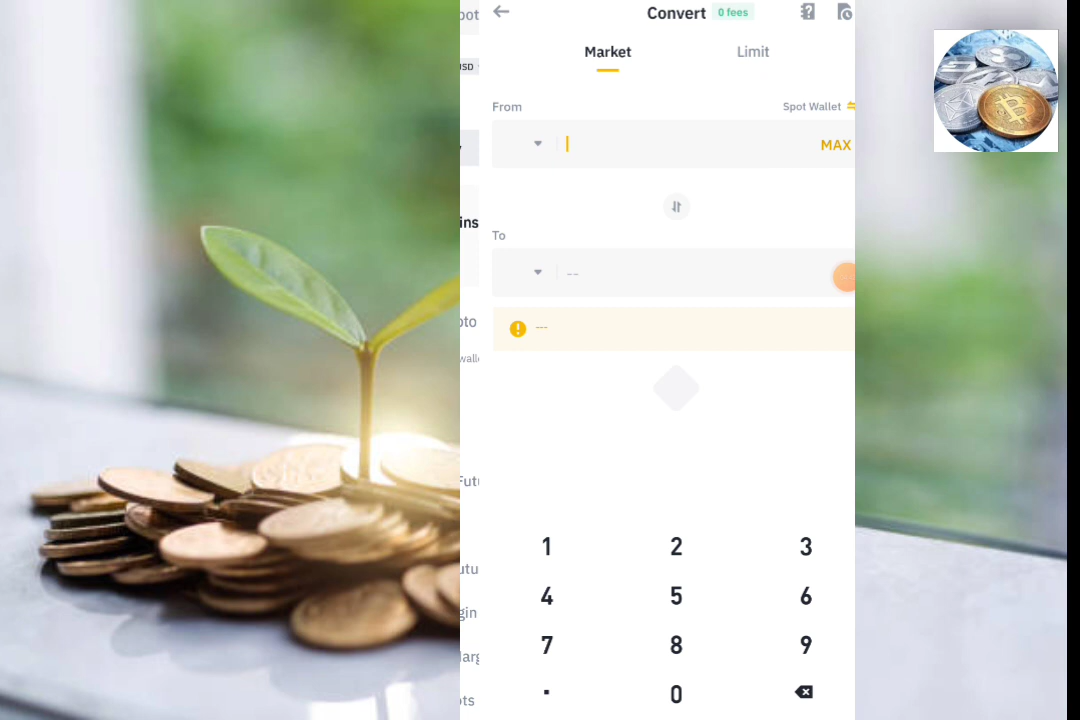 Convert 0 fees
Market Limit
From Spot Wallet
MAX
To
--
---
1 2 3
4 5 6
7 8 9
. 0